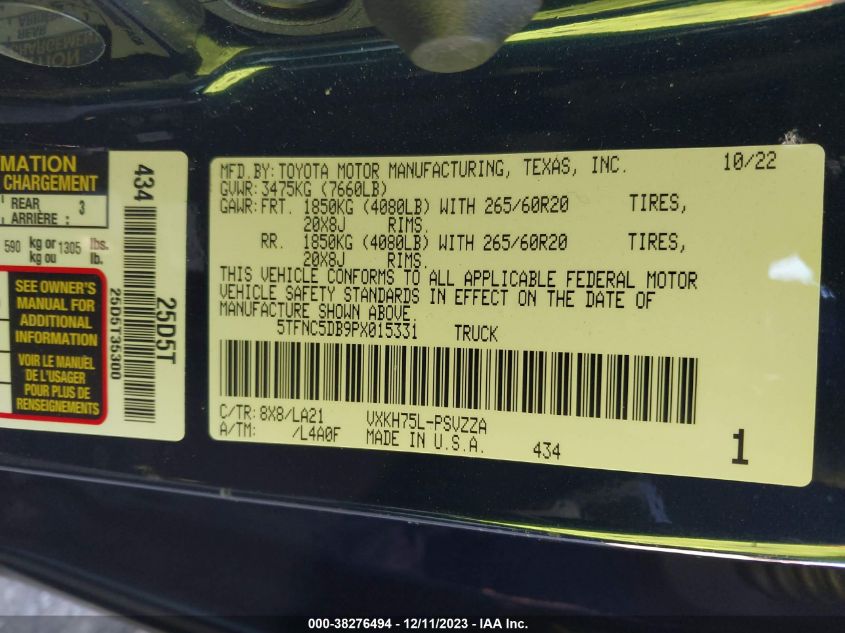 MFD.BY: TOYOTA MOTOR MANUFACTURING, TEXAS, INC. 10/22
GVWR: 3475KG (7660LB)
GAWR: FRT. 1850KG (4080LB) WITH 265/60R20 TIRES,
20X8J RIMS.
RR. 1850KG (4080LB) WITH 265/60R20 TIRES,
20X8J RIMS.
THIS VEHICLE CONFORMS TO ALL APPLICABLE FEDERAL MOTOR
VEHICLE SAFETY STANDARDS IN EFFECT ON THE DATE OF
MANUFACTURE SHOWN ABOVE.
5TFNC5DB9PX015331 TRUCK
C/TR: 8X8/LA21 VXKH75L-PSVZZA
A/TM: /L4A0F MADE IN U.S.A. 434 1
MATION
CHARGEMENT
REAR
ARRIÈRE : 3
590 kg or 1305 lbs.
kg ou lb.
SEE OWNER'S
MANUAL FOR
ADDITIONAL
INFORMATION
VOIR LE MANUEL
DE L'USAGER
POUR PLUS DE
RENSEIGNEMENTS
434
25D5T35300
25D5T
000-38276494 - 12/11/2023 - IAA Inc.